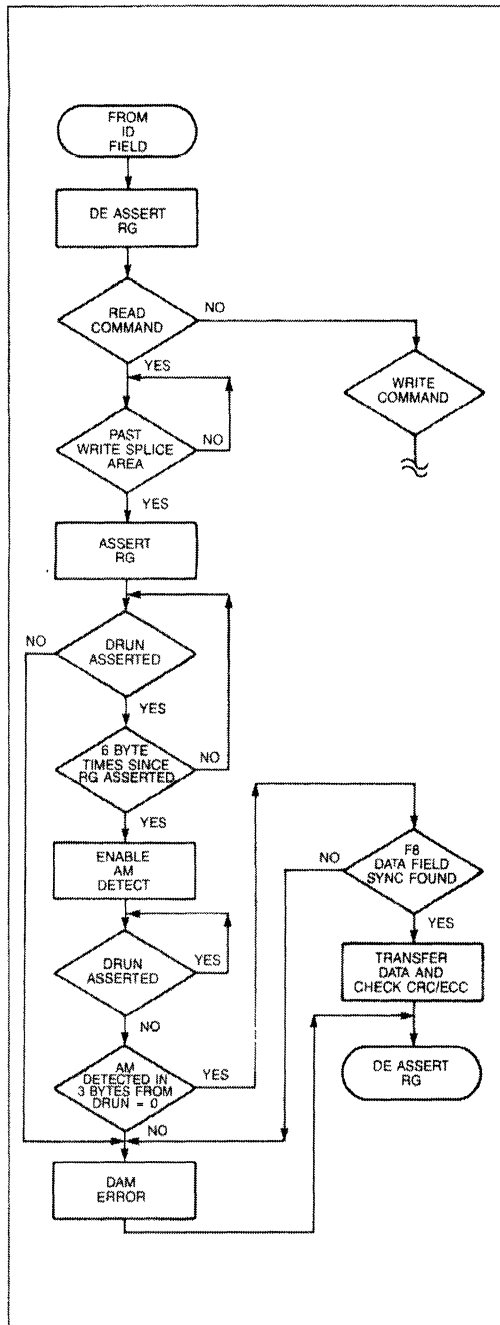 FROM
ID
FIELD
DE ASSERT
RG
READ
COMMAND
NO
YES
WRITE
COMMAND
PAST
WRITE SPLICE
AREA
NO
YES
ASSERT
RG
NO
DRUN
ASSERTED
YES
6 BYTE
TIMES SINCE
RG ASSERTED
NO
YES
ENABLE
AM
DETECT
DRUN
ASSERTED
YES
NO
AM
DETECTED IN
3 BYTES FROM
DRUN = 0
YES
NO
F8
DATA FIELD
SYNC FOUND
NO
YES
TRANSFER
DATA AND
CHECK CRC/ECC
DE ASSERT
RG
DAM
ERROR